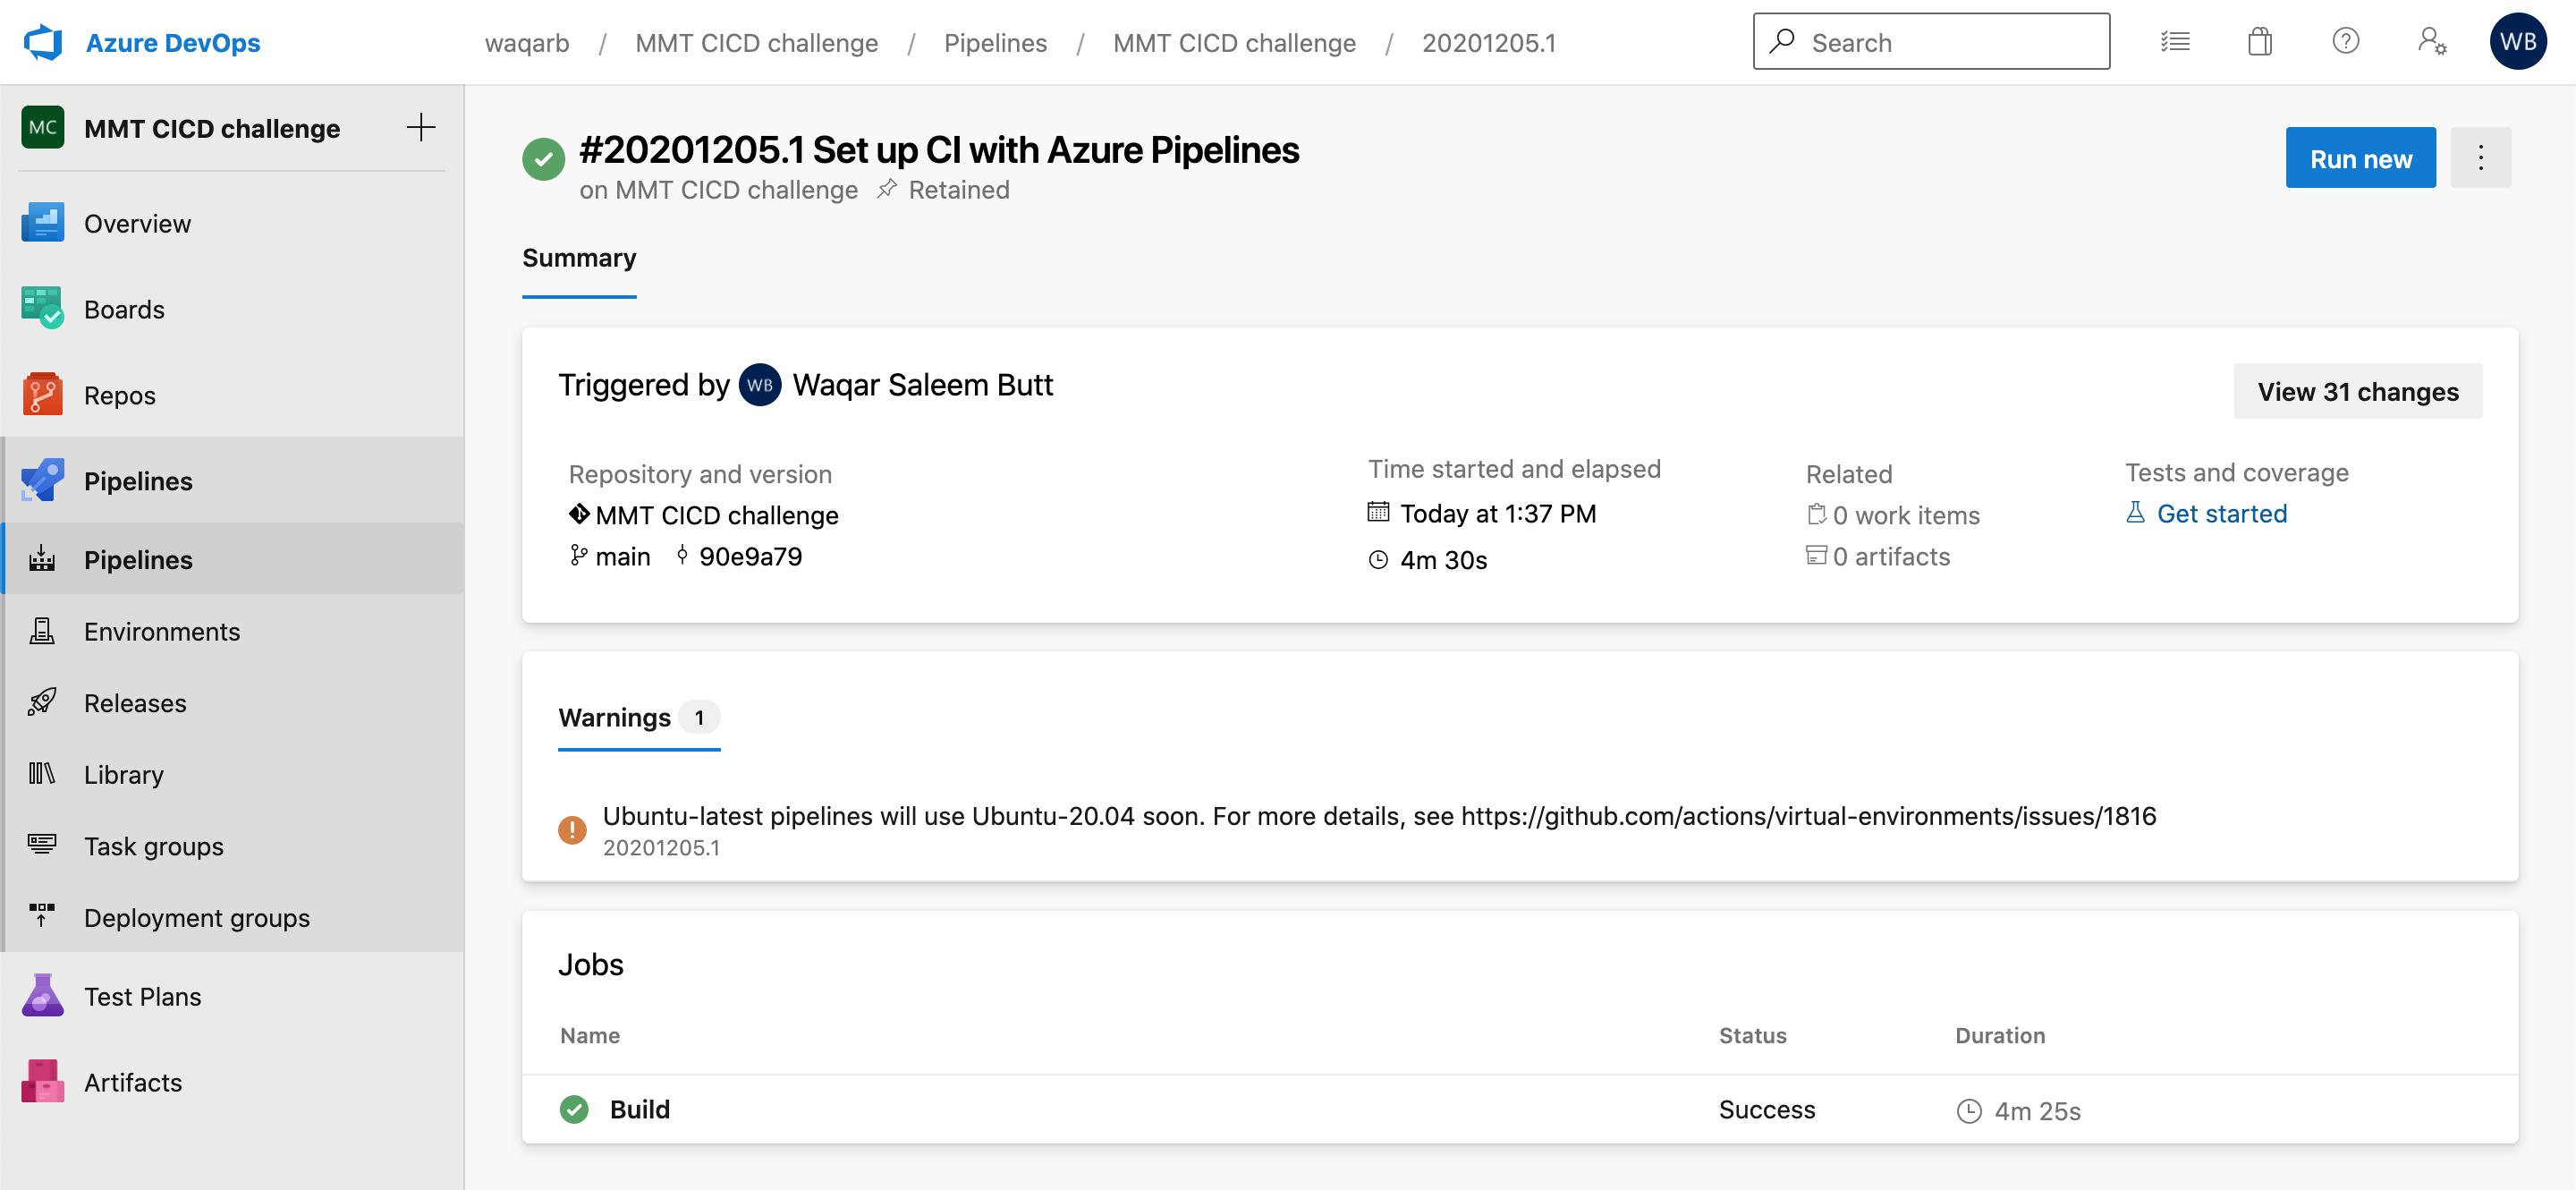 Azure DevOps
waqarb / MMT CICD challenge / Pipelines / MMT CICD challenge / 20201205.1
Search
WB
MC MMT CICD challenge
Overview
Boards
Repos
Pipelines
Pipelines
Environments
Releases
Library
Task groups
Deployment groups
Test Plans
Artifacts
#20201205.1 Set up CI with Azure Pipelines
on MMT CICD challenge Retained
Run new
Summary
Triggered by WB Waqar Saleem Butt
View 31 changes
Repository and version
MMT CICD challenge
main 90e9a79
Time started and elapsed
Today at 1:37 PM
4m 30s
Related
0 work items
0 artifacts
Tests and coverage
Get started
Warnings 1
Ubuntu-latest pipelines will use Ubuntu-20.04 soon. For more details, see https://github.com/actions/virtual-environments/issues/1816
20201205.1
Jobs
Name Status Duration
Build Success 4m 25s